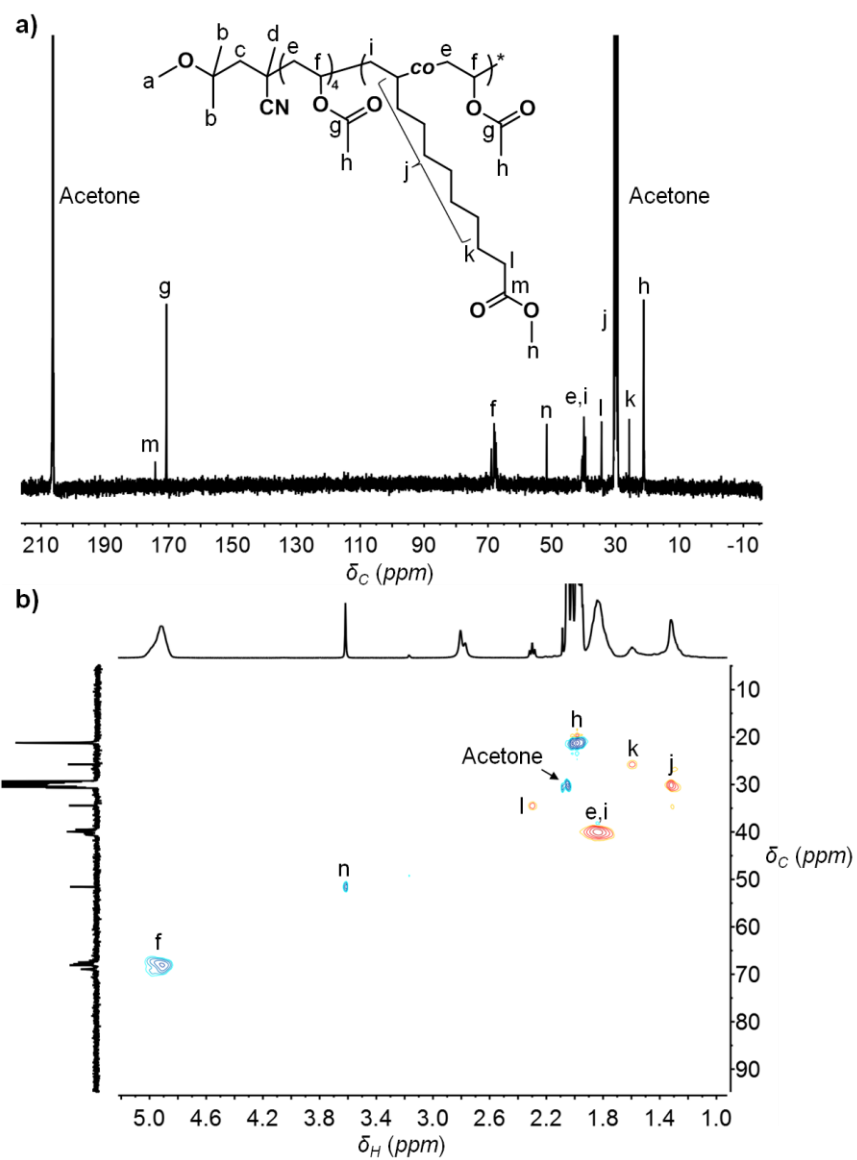 a)
b
d
c
e
f
i
e
f
*
co
a
O
4
b
CN
O
O
O
O
g
g
h
h
j
k
l
m
O
O
n
Acetone
Acetone
g
h
j
m
f
n
e,i
l
k
210 190 170 150 130 110 90 70 50 30 10 -10
δC (ppm)
b)
h
k
j
Acetone
l
e,i
n
f
10
20
30
40
50
60
70
80
90
δC (ppm)
5.0 4.6 4.2 3.8 3.4 3.0 2.6 2.2 1.8 1.4 1.0
δH (ppm)